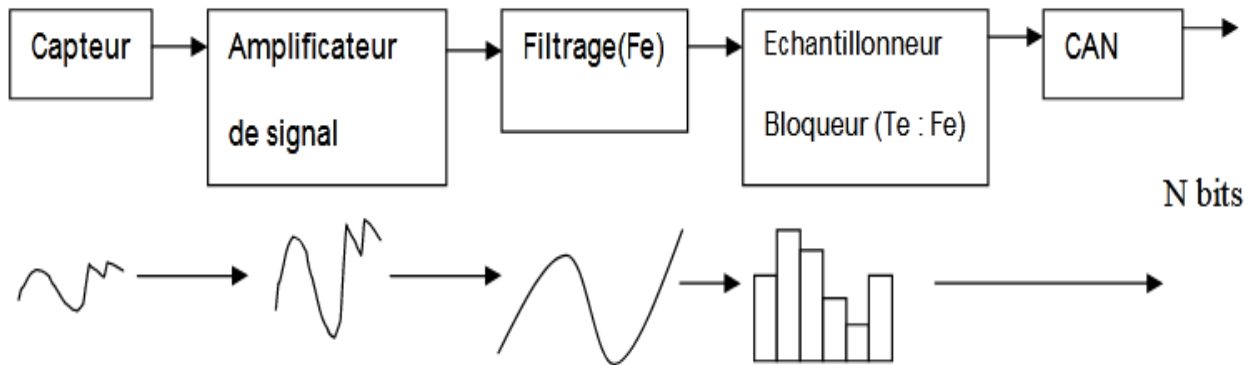 Capteur
Amplificateur
de signal
Filtrage(Fe)
Echantillonneur
Bloqueur (Te : Fe)
CAN
N bits